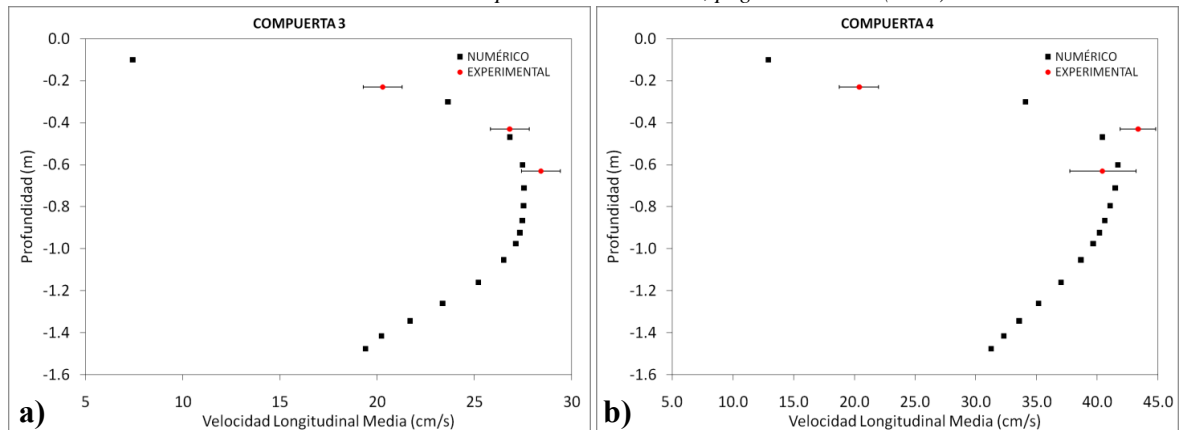 COMPUERTA 3
NUMÉRICO
EXPERIMENTAL
0.0
-0.2
-0.4
-0.6
-0.8
-1.0
-1.2
-1.4
-1.6
Profundidad (m)
5 10 15 20 25 30
Velocidad Longitudinal Media (cm/s)
a)
COMPUERTA 4
NUMÉRICO
EXPERIMENTAL
0.0
-0.2
-0.4
-0.6
-0.8
-1.0
-1.2
-1.4
-1.6
Profundidad (m)
5.0 10.0 15.0 20.0 25.0 30.0 35.0 40.0 45.0
Velocidad Longitudinal Media (cm/s)
b)